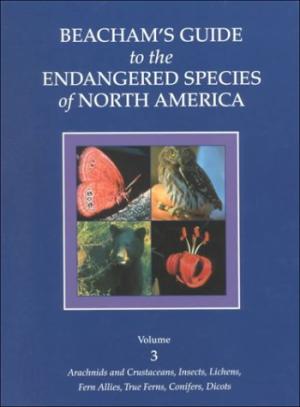 BEACHAM'S GUIDE
to the
ENDANGERED SPECIES
of NORTH AMERICA
Volume
3
Arachnids and Crustaceans, Insects, Lichens,
Fern Allies, True Ferns, Conifers, Dicots